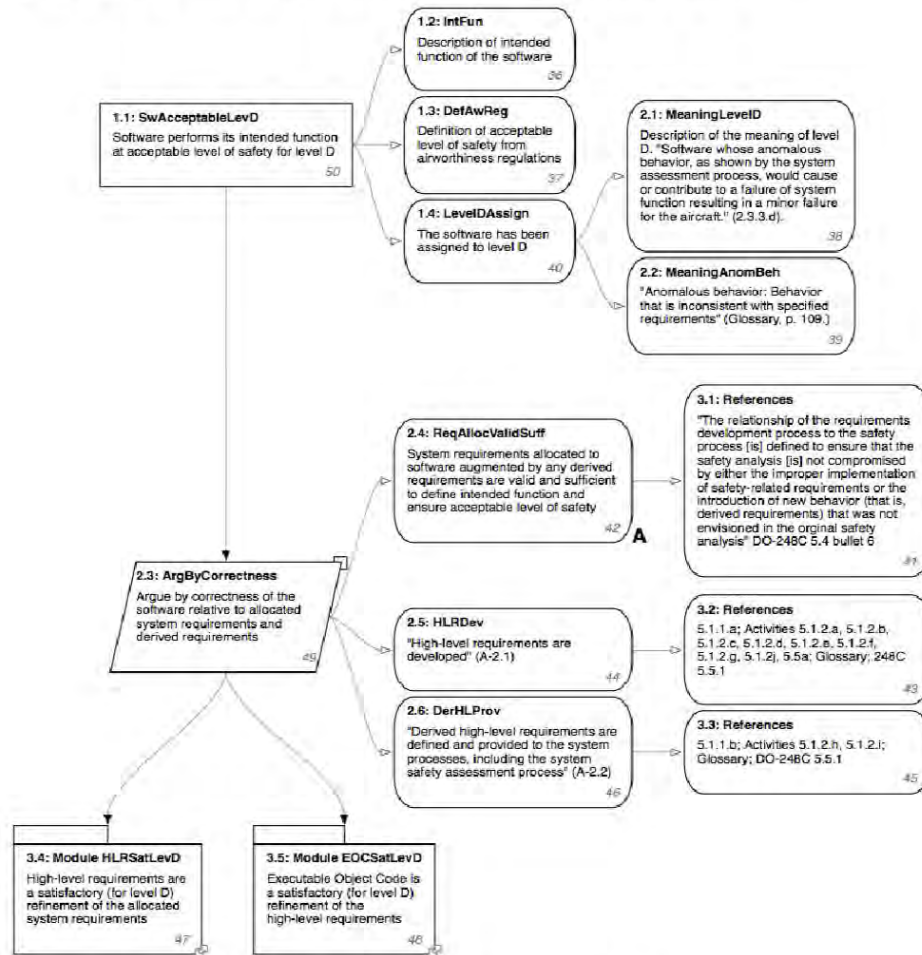 1.2: IntFun
Description of intended
function of the software
36
1.1: SwAcceptableLevD
Software performs its intended function
at acceptable level of safety for level D
50
1.3: DefAwReg
Definition of acceptable
level of safety from
airworthiness regulations
37
1.4: LevelDAssign
The software has been
assigned to level D
40
2.1: MeaningLevelD
Description of the meaning of level
D. "Software whose anomalous
behavior, as shown by the system
assessment process, would cause
or contribute to a failure of system
function resulting in a minor failure
for the aircraft." (2.3.3.d).
38
2.2: MeaningAnomBeh
"Anomalous behavior: Behavior
that is inconsistent with specified
requirements" (Glossary, p. 109.)
39
2.4: ReqAllocValidSuff
System requirements allocated to
software augmented by any derived
requirements are valid and sufficient
to define intended function and
ensure acceptable level of safety
42
A
3.1: References
"The relationship of the requirements
development process to the safety
process [is] defined to ensure that the
safety analysis [is] not compromised
by either the improper implementation
of safety-related requirements or the
introduction of new behavior (that is,
derived requirements) that was not
envisioned in the orginal safety
analysis" DO-248C 5.4 bullet 6
41
2.3: ArgByCorrectness
Argue by correctness of the
software relative to allocated
system requirements and
derived requirements
49
2.5: HLRDev
"High-level requirements are
developed" (A-2.1)
44
3.2: References
5.1.1.a; Activities 5.1.2.a, 5.1.2.b,
5.1.2.c, 5.1.2.d, 5.1.2.e, 5.1.2.f,
5.1.2.g, 5.1.2j, 5.5a; Glossary; 248C
5.5.1
43
2.6: DerHLProv
"Derived high-level requirements are
defined and provided to the system
processes, including the system
safety assessment process" (A-2.2)
46
3.3: References
5.1.1.b; Activities 5.1.2.h, 5.1.2.i;
Glossary; DO-248C 5.5.1
45
3.4: Module HLRSatLevD
High-level requirements are
a satisfactory (for level D)
refinement of the allocated
system requirements
47
3.5: Module EOCSatLevD
Executable Object Code is
a satisfactory (for level D)
refinement of the
high-level requirements
48